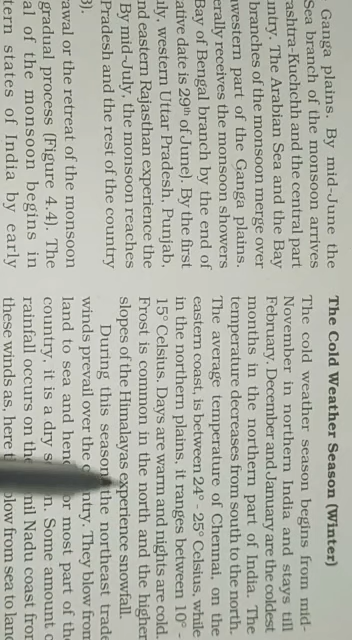 Ganga plains. By mid-June the
Sea branch of the monsoon arrives
rashtra-Kuchchh and the central part
untry. The Arabian Sea and the Bay
branches of the monsoon merge over
hwestern part of the Ganga plains.
erally receives the monsoon showers
Bay of Bengal branch by the end of
ative date is 29th of June). By the first
uly, western Uttar Pradesh, Punjab,
nd eastern Rajasthan experience the
By mid-July, the monsoon reaches
Pradesh and the rest of the country
3).
rawal or the retreat of the monsoon
gradual process (Figure 4.4). The
al of the monsoon begins in
tern states of India by early
The Cold Weather Season (Winter)
The cold weather season begins from mid-
November in northern India and stays till
February. December and January are the coldest
months in the northern part of India. The
temperature decreases from south to the north.
The average temperature of Chennai, on the
eastern coast, is between 24° - 25° Celsius, while
in the northern plains, it ranges between 10° -
15° Celsius. Days are warm and nights are cold.
Frost is common in the north and the higher
slopes of the Himalayas experience snowfall.
During this season, the northeast trade
winds prevail over the country. They blow from
land to sea and hence for most part of the
country, it is a dry s on. Some amount o
rainfall occurs on the mil Nadu coast from
these winds as, here t blow from sea to land